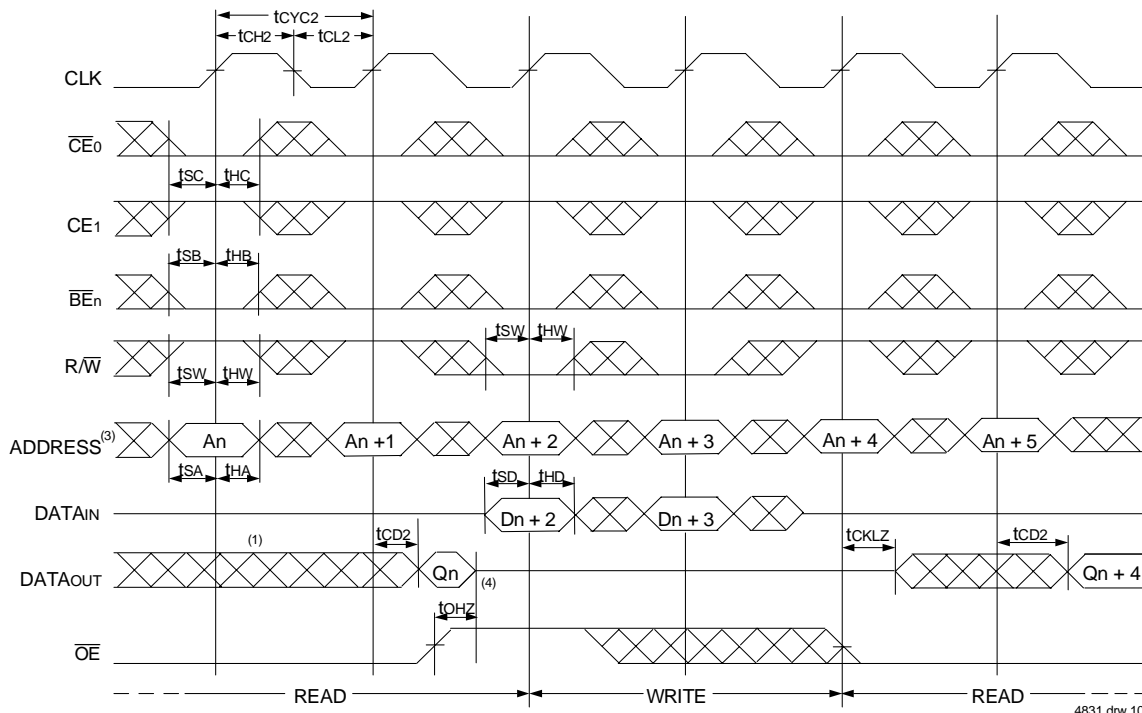 tCYC2
tCH2 tCL2
CLK
CE0
tSC tHC
CE1
tSB tHB
BEn
tSW tHW
R/W
tSW tHW
ADDRESS(3) An An +1 An + 2 An + 3 An + 4 An + 5
tSA tHA tSD tHD
DATAIN Dn + 2 Dn + 3
tCD2 tCKLZ tCD2
(1)
DATAOUT Qn (4) Qn + 4
tOHZ
OE
READ WRITE READ
4831 drw 10